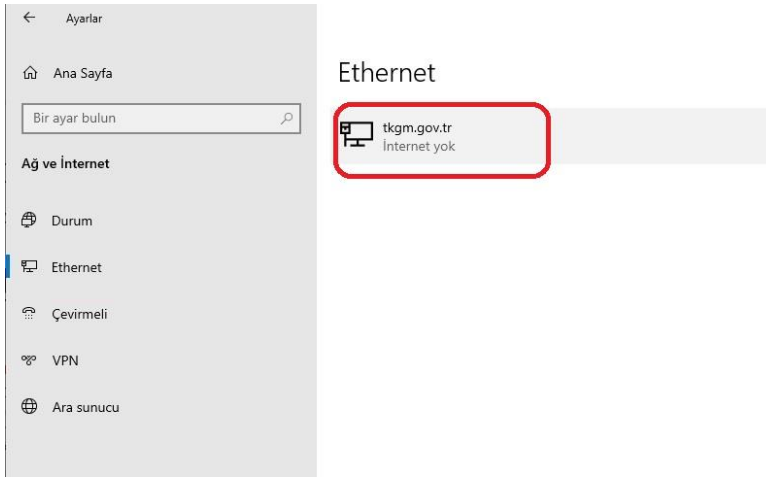 Ayarlar
Ana Sayfa
Bir ayar bulun
Ağ ve İnternet
Durum
Ethernet
Çevirmeli
VPN
Ara sunucu
Ethernet
tkgm.gov.tr
İnternet yok